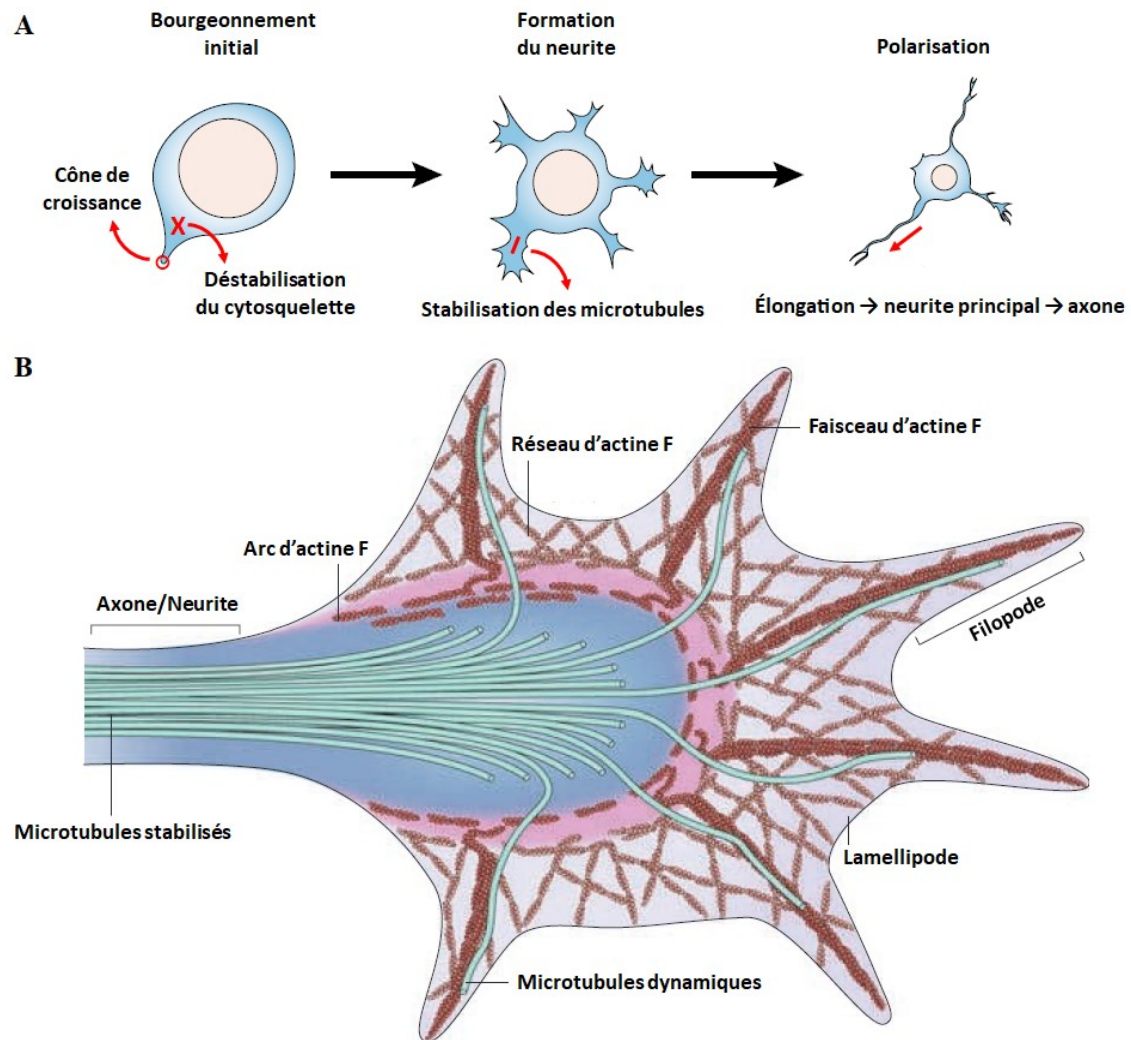 A
Bourgeonnement
initial
Formation
du neurite
Polarisation
Cône de
croissance
X
Déstabilisation
du cytosquelette
Stabilisation des microtubules
Élongation → neurite principal → axone
B
Réseau d'actine F
Faisceau d'actine F
Arc d'actine F
Axone/Neurite
Filopode
Microtubules stabilisés
Lamellipode
Microtubules dynamiques